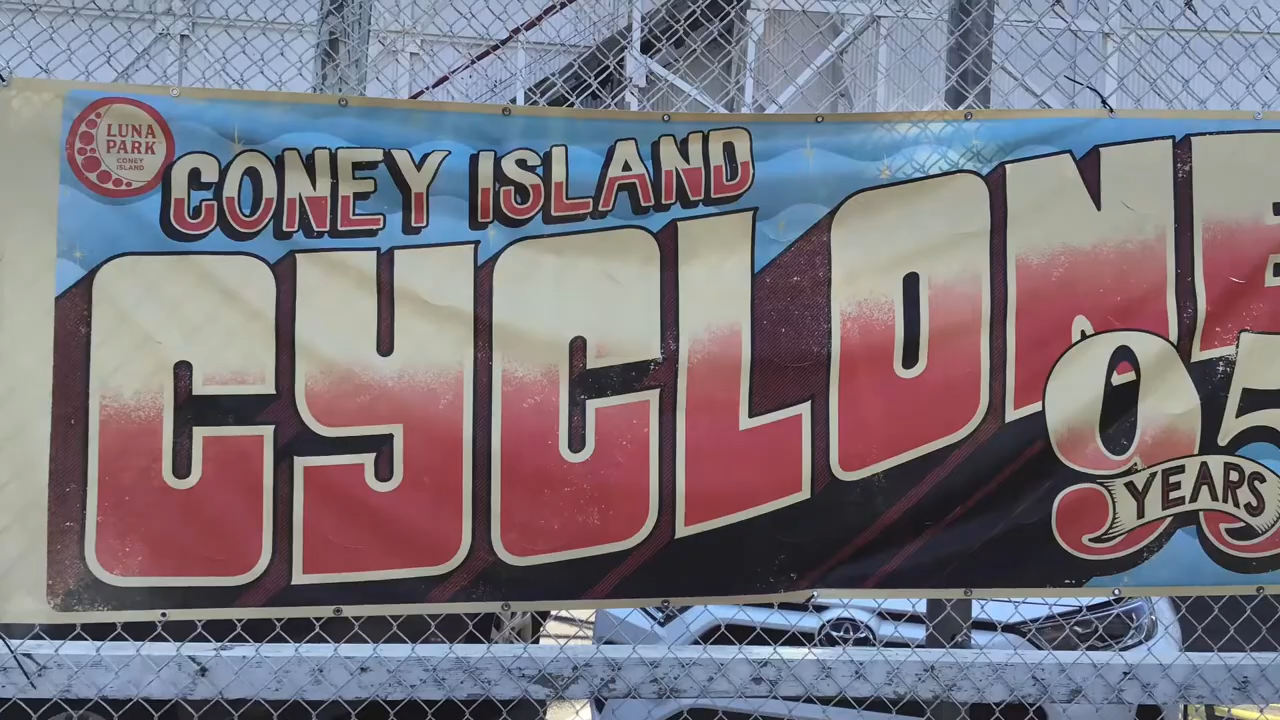 LUNA
PARK
CONEY
ISLAND
CONEY ISLAND
CYCLONE
95
YEARS